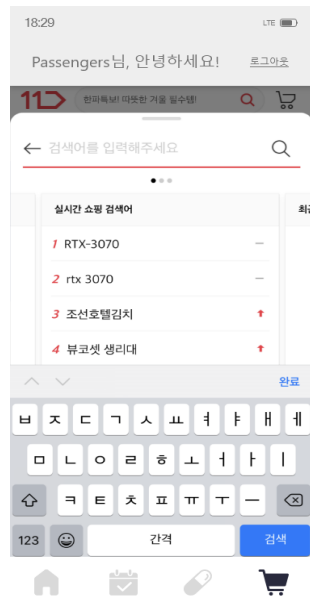 18:29 LTE
Passengers님, 안녕하세요! 로그아웃
11 한파특보! 따뜻한 겨울 필수템!
검색어를 입력해주세요
실시간 쇼핑 검색어
1 RTX-3070
2 rtx 3070
3 조선호텔김치
4 뷰코셋 생리대
완료
ㅂ ㅈ ㄷ ㄱ ㅅ ㅛ ㅕ ㅑ ㅐ ㅔ
ㅁ ㄴ ㅇ ㄹ ㅎ ㅗ ㅓ ㅏ ㅣ
ㅋ ㅌ ㅊ ㅍ ㅠ ㅜ ㅡ
123 간격 검색